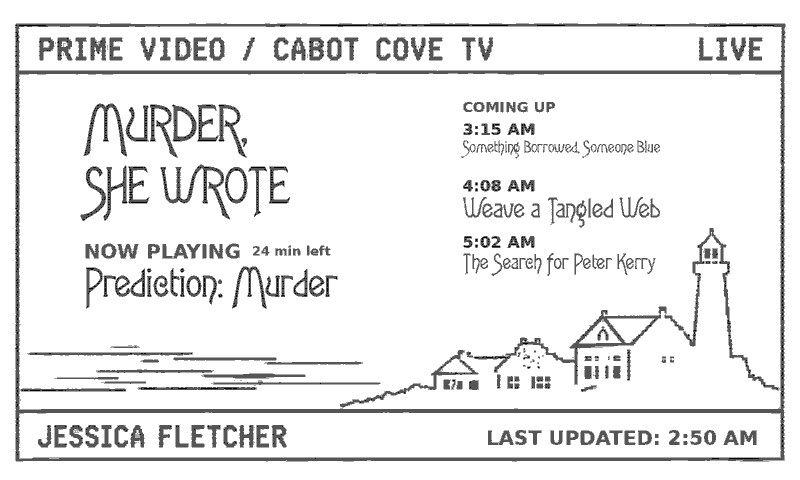 PRIME VIDEO / CABOT COVE TV
LIVE
MURDER,
SHE WROTE
NOW PLAYING 24 min left
Prediction: Murder
COMING UP
3:15 AM
Something Borrowed, Someone Blue
4:08 AM
Weave a Tangled Web
5:02 AM
The Search for Peter Kerry
JESSICA FLETCHER
LAST UPDATED: 2:50 AM